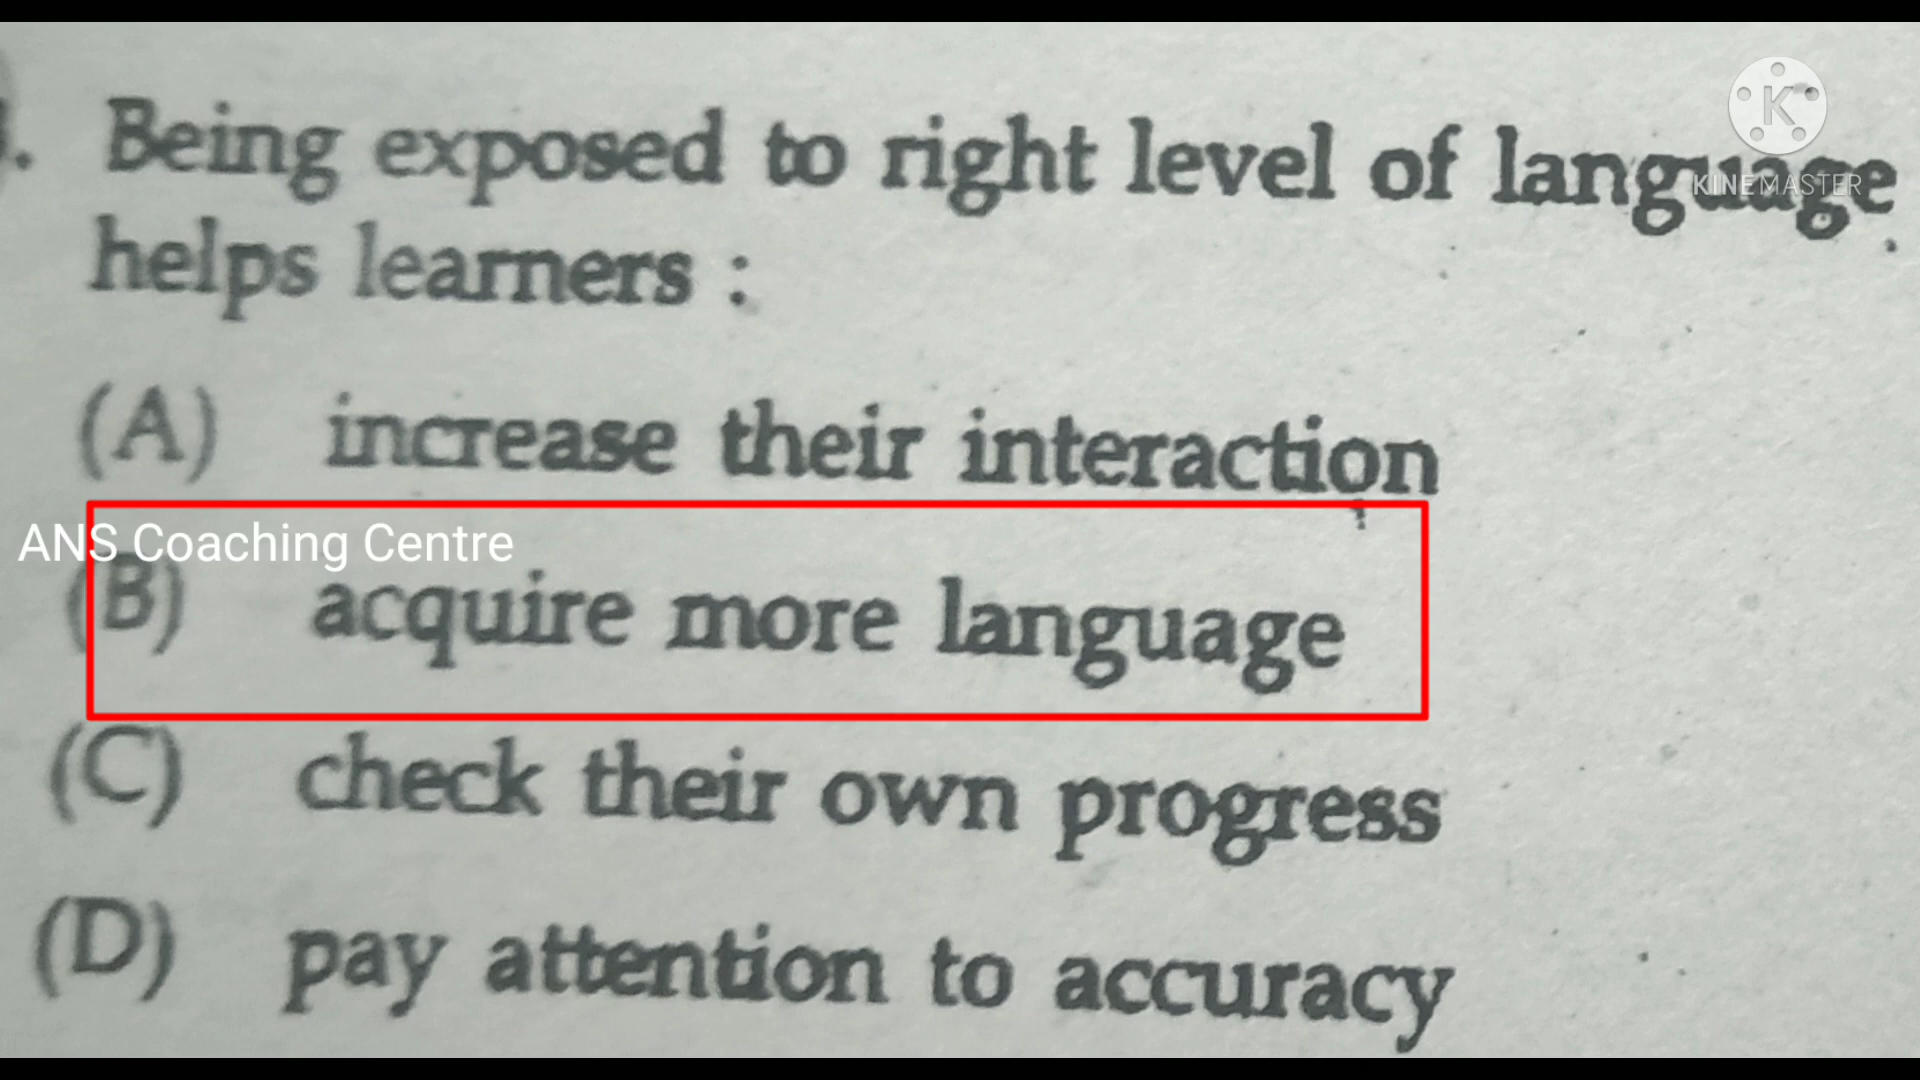 . Being exposed to right level of language
helps learners :
(A) increase their interaction
(B) acquire more language
(C) check their own progress
(D) pay attention to accuracy
ANS Coaching Centre
K
KINEMASTER